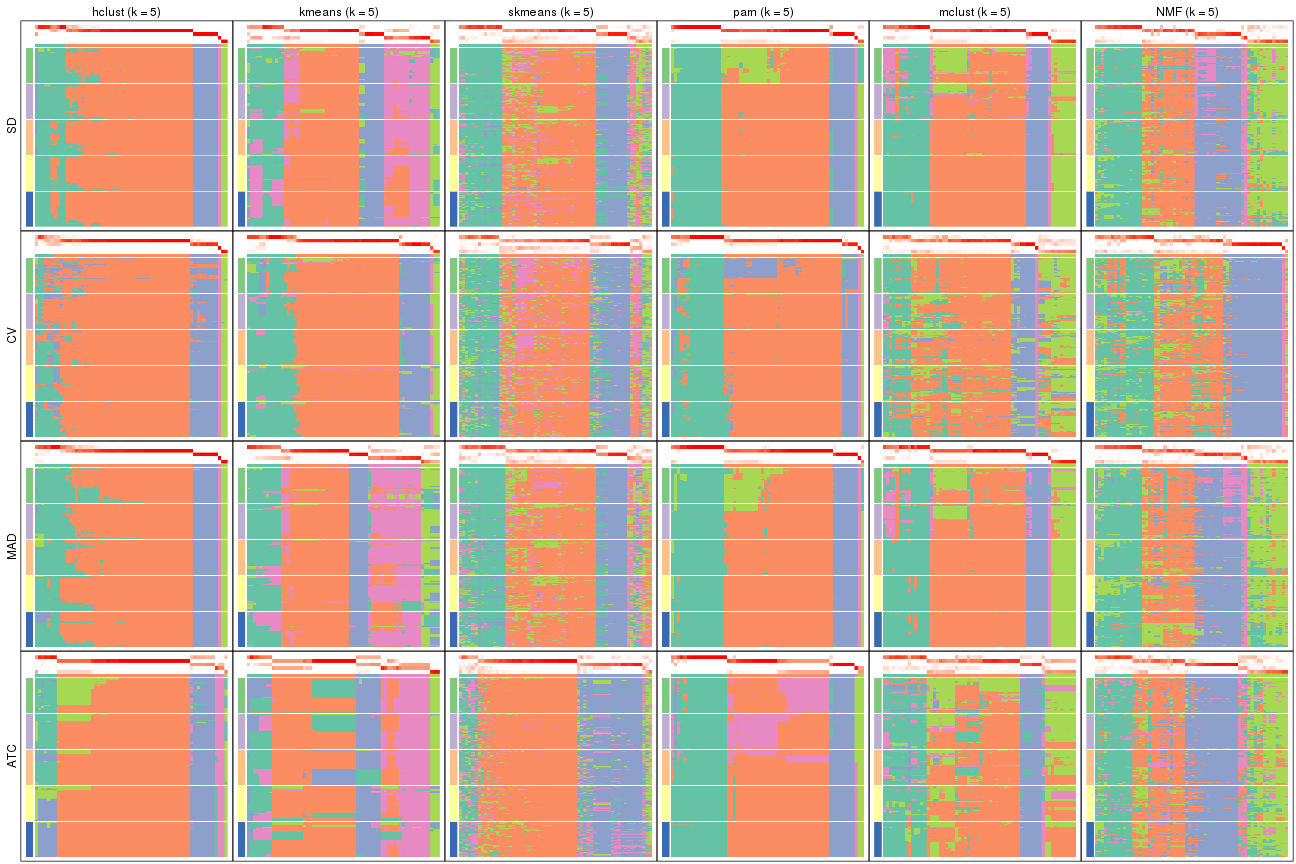 hclust (k = 5) kmeans (k = 5) skmeans (k = 5) pam (k = 5) mclust (k = 5) NMF (k = 5)
SD
CV
MAD
ATC